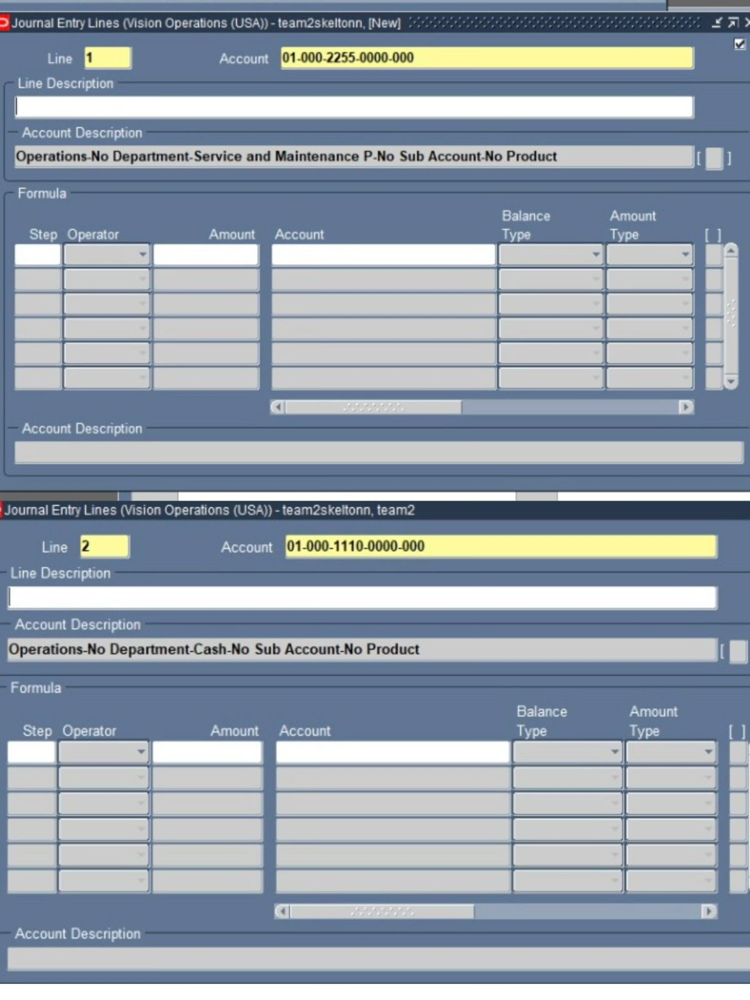 Journal Entry Lines (Vision Operations (USA)) - team2skeltonn, [New]
Line 1 Account 01-000-2255-0000-000
Line Description
Account Description
Operations-No Department-Service and Maintenance P-No Sub Account-No Product [ ]
Formula
Balance Amount
Step Operator Amount Account Type Type [ ]
Account Description
Journal Entry Lines (Vision Operations (USA)) - team2skeltonn, team2
Line 2 Account 01-000-1110-0000-000
Line Description
Account Description
Operations-No Department-Cash-No Sub Account-No Product [
Formula
Balance Amount
Step Operator Amount Account Type Type [ ]
Account Description